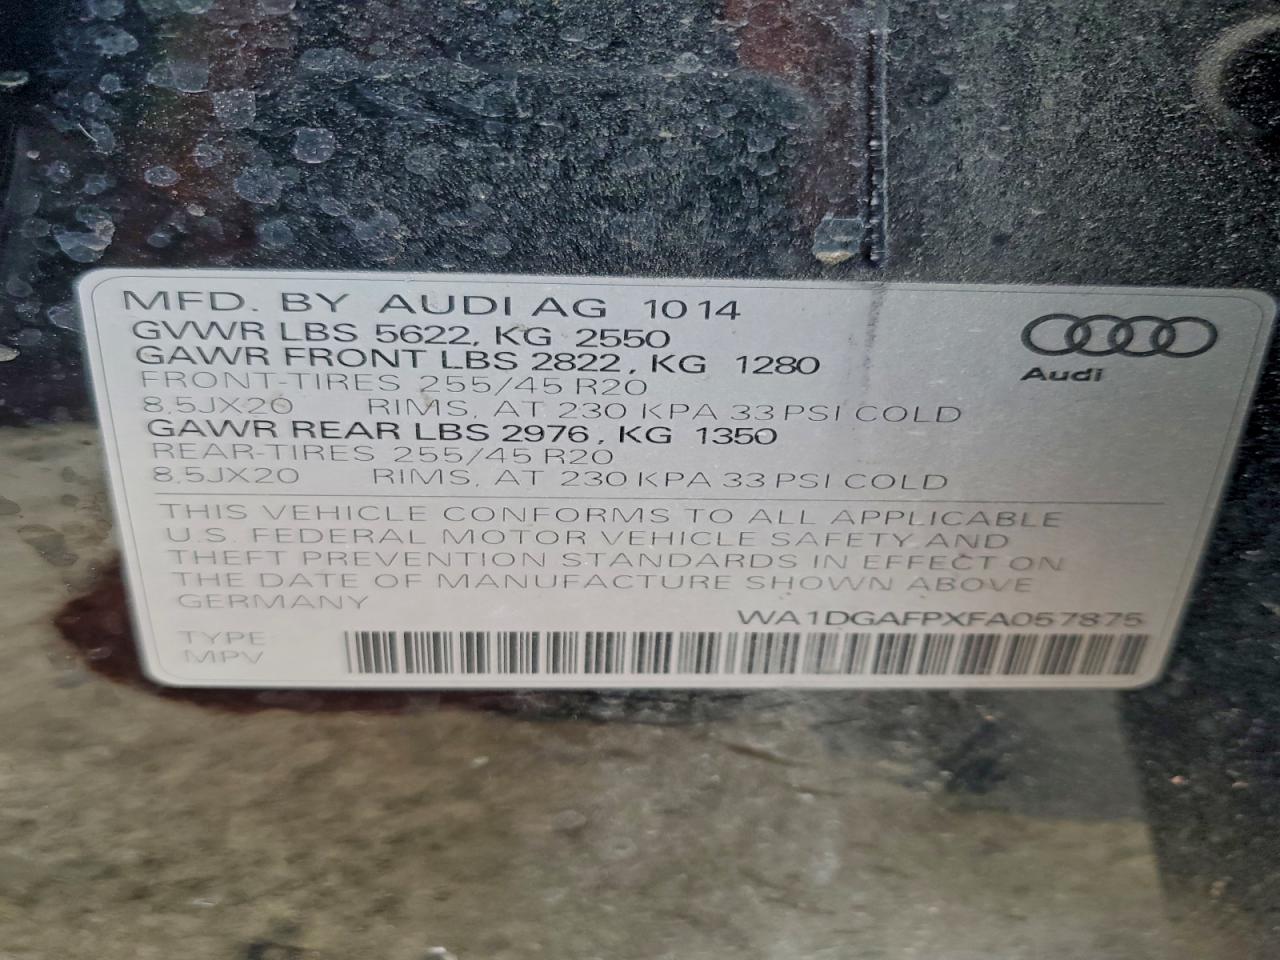 MFD. BY AUDI AG 1014
GVWR LBS 5622, KG 2550
GAWR FRONT LBS 2822, KG 1280
FRONT-TIRES 255/45 R20
8,5JX20 RIMS, AT 230 KPA 33 PSI COLD
GAWR REAR LBS 2976, KG 1350
REAR-TIRES 255/45 R20
8,5JX20 RIMS, AT 230 KPA 33 PSI COLD
Audi
THIS VEHICLE CONFORMS TO ALL APPLICABLE
U.S. FEDERAL MOTOR VEHICLE SAFETY AND
THEFT PREVENTION STANDARDS IN EFFECT ON
THE DATE OF MANUFACTURE SHOWN ABOVE
GERMANY
WA1DGAFPXFA057875
TYPE
MPV